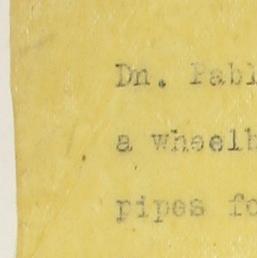 Dn. Pabl
a wheelb
pipes fo